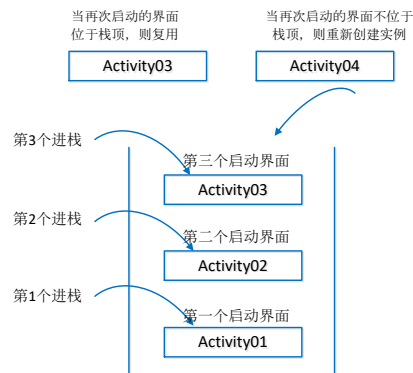 当再次启动的界面
位于栈顶，则复用
Activity03
当再次启动的界面不位于
栈顶，则重新创建实例
Activity04
第3个进栈
第三个启动界面
Activity03
第2个进栈
第二个启动界面
Activity02
第1个进栈
第一个启动界面
Activity01